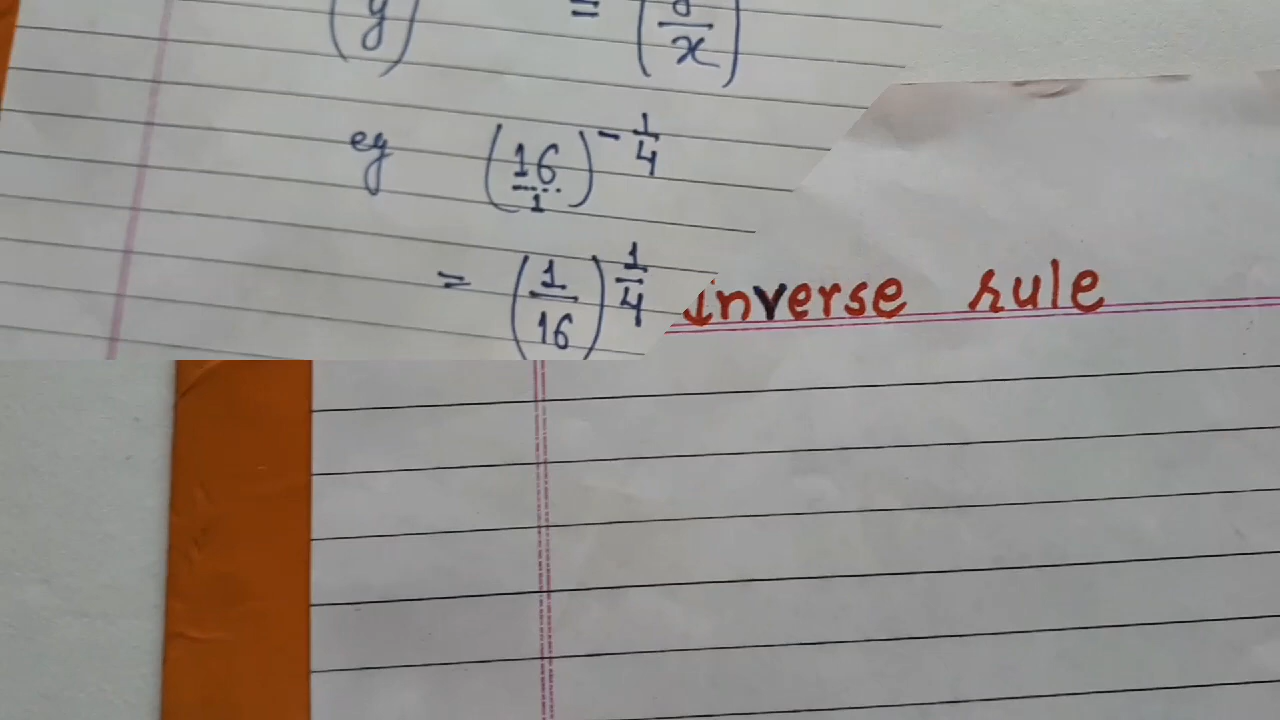 (y) = (y/x)
eg (16/1)^-1/4
= (1/16)^1/4
inverse rule